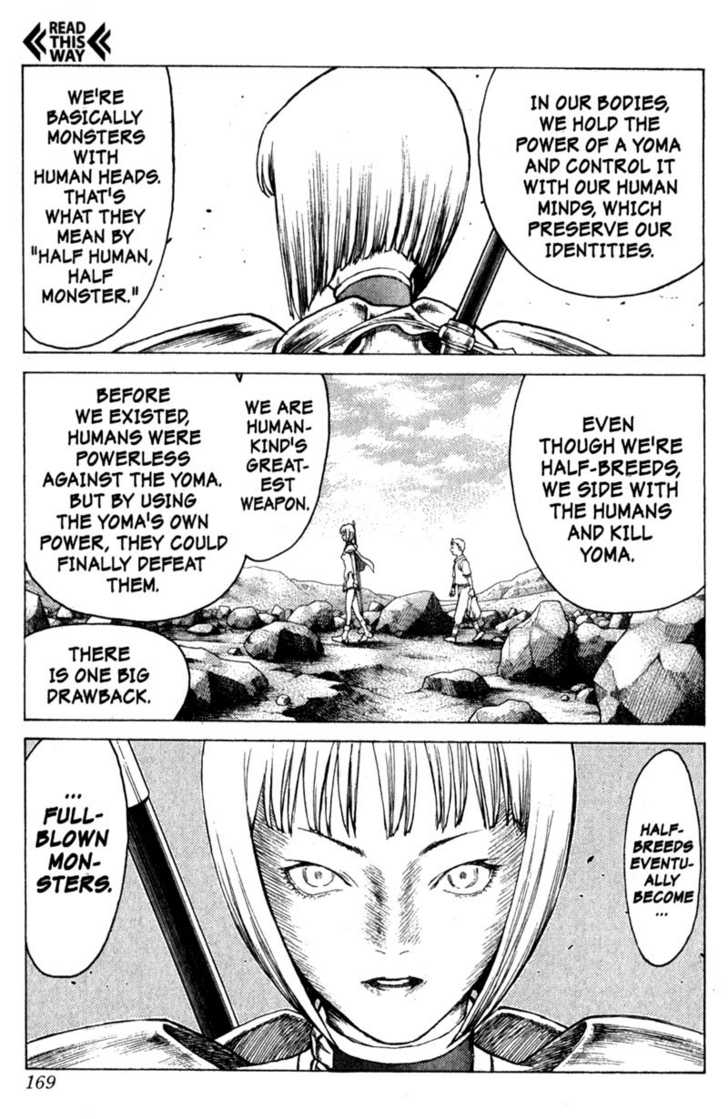 READ
THIS
WAY
IN OUR BODIES,
WE HOLD THE
POWER OF A YOMA
AND CONTROL IT
WITH OUR HUMAN
MINDS, WHICH
PRESERVE OUR
IDENTITIES.
WE'RE
BASICALLY
MONSTERS
WITH
HUMAN HEADS.
THAT'S
WHAT THEY
MEAN BY
"HALF HUMAN,
HALF
MONSTER."
EVEN
THOUGH WE'RE
HALF-BREEDS,
WE SIDE WITH
THE HUMANS
AND KILL
YOMA.
WE ARE
HUMAN-
KIND'S
GREAT-
EST
WEAPON.
BEFORE
WE EXISTED,
HUMANS WERE
POWERLESS
AGAINST THE YOMA.
BUT BY USING
THE YOMA'S OWN
POWER, THEY COULD
FINALLY DEFEAT
THEM.
THERE
IS ONE BIG
DRAWBACK.
HALF-
BREEDS
EVENTU-
ALLY
BECOME
...
...
FULL-
BLOWN
MON-
STERS.
169